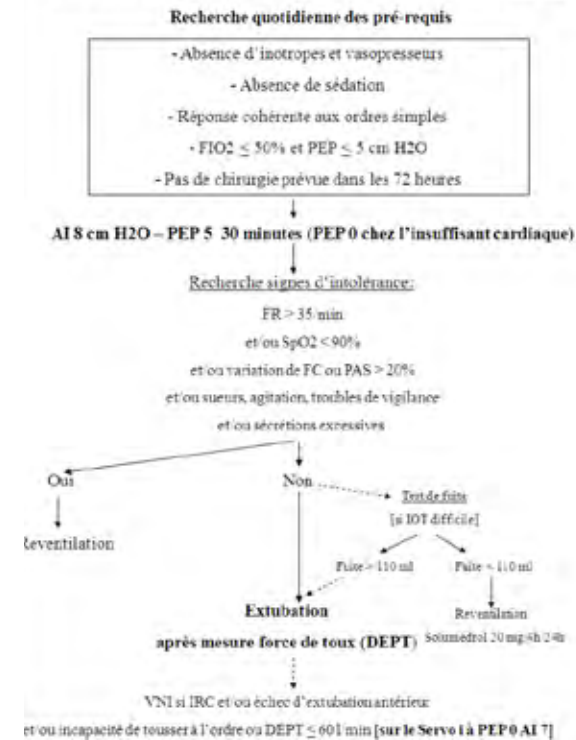 Recherche quotidienne des pré-requis
- Absence d'inotropes et vasopresseurs
- Absence de sédation
- Réponse cohérente aux ordres simples
- FIO2 ≤ 50% et PEP ≤ 5 cm H2O
- Pas de chirurgie prévue dans les 72 heures
AI 8 cm H2O – PEP 5 30 minutes (PEP 0 chez l'insuffisant cardiaque)
Recherche signes d'intolérance:
FR > 35/min
et/ou SpO2 < 90%
et/ou variation de FC ou PAS > 20%
et/ou sueurs, agitation, troubles de vigilance
et/ou sécrétions excessives
Oui
Non
Test de fuite
[si IOT difficile]
Reventilation
Fuite > 110 ml
Fuite < 110 ml
Extubation
après mesure force de toux (DEPT)
Reventilation
Solumédrol 20 mg/4h 24h
VNI si IRC et/ou échec d'extubation antérieur
et/ou incapacité de tousser à l'ordre ou DEPT ≤ 60 l/min [sur le Servo i à PEP 0 AI 7]